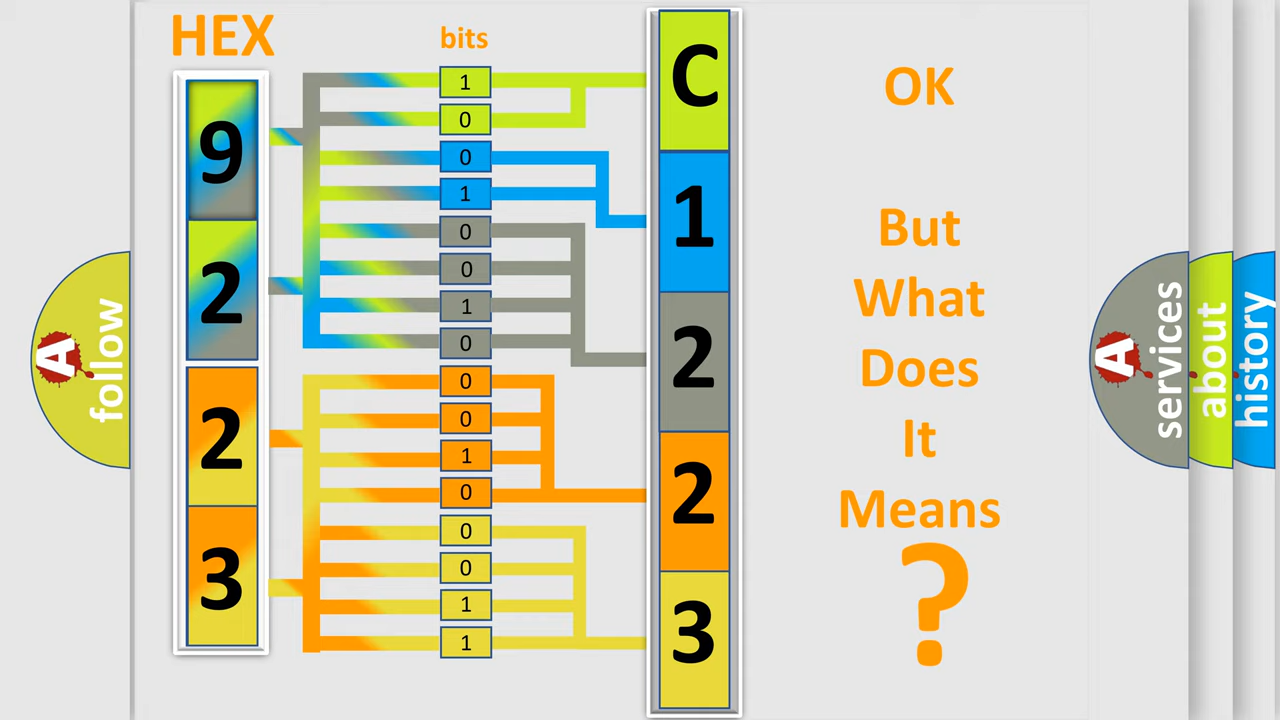 HEX
bits
9
2
2
3
1
0
0
1
0
0
1
0
0
0
1
0
0
0
1
1
C
1
2
2
3
OK
But
What
Does
It
Means
?
A
follow
A
services
about
history